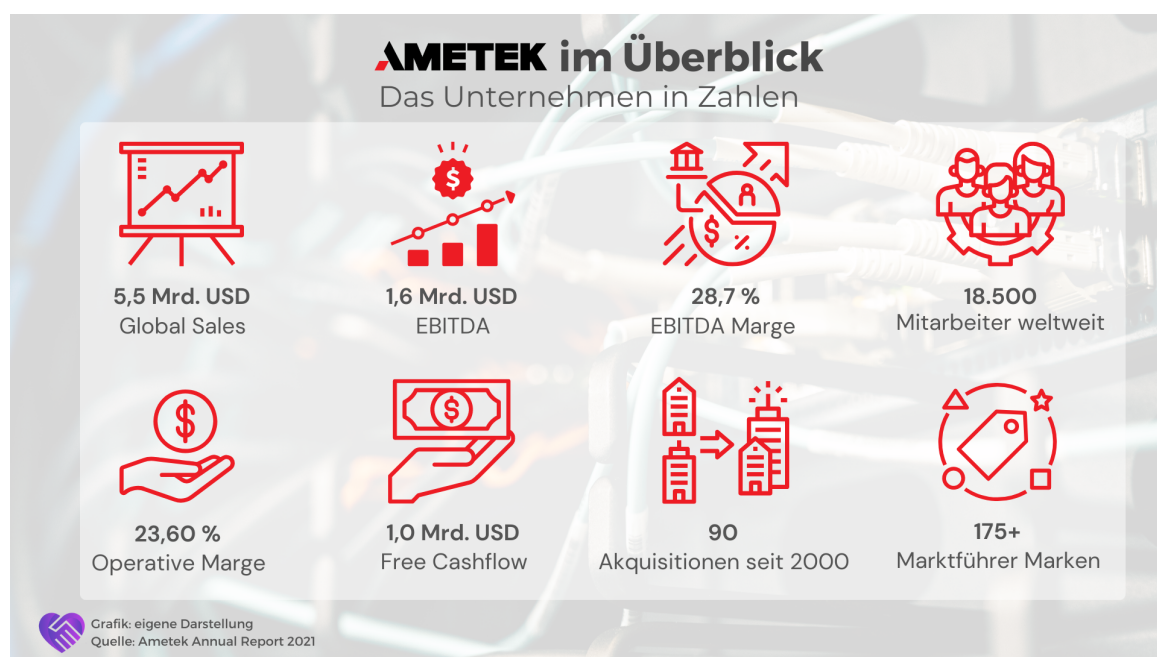 AMETEK im Überblick
Das Unternehmen in Zahlen
5,5 Mrd. USD
Global Sales
1,6 Mrd. USD
EBITDA
28,7 %
EBITDA Marge
18.500
Mitarbeiter weltweit
23,60 %
Operative Marge
1,0 Mrd. USD
Free Cashflow
90
Akquisitionen seit 2000
175+
Marktführer Marken
Grafik: eigene Darstellung
Quelle: Ametek Annual Report 2021